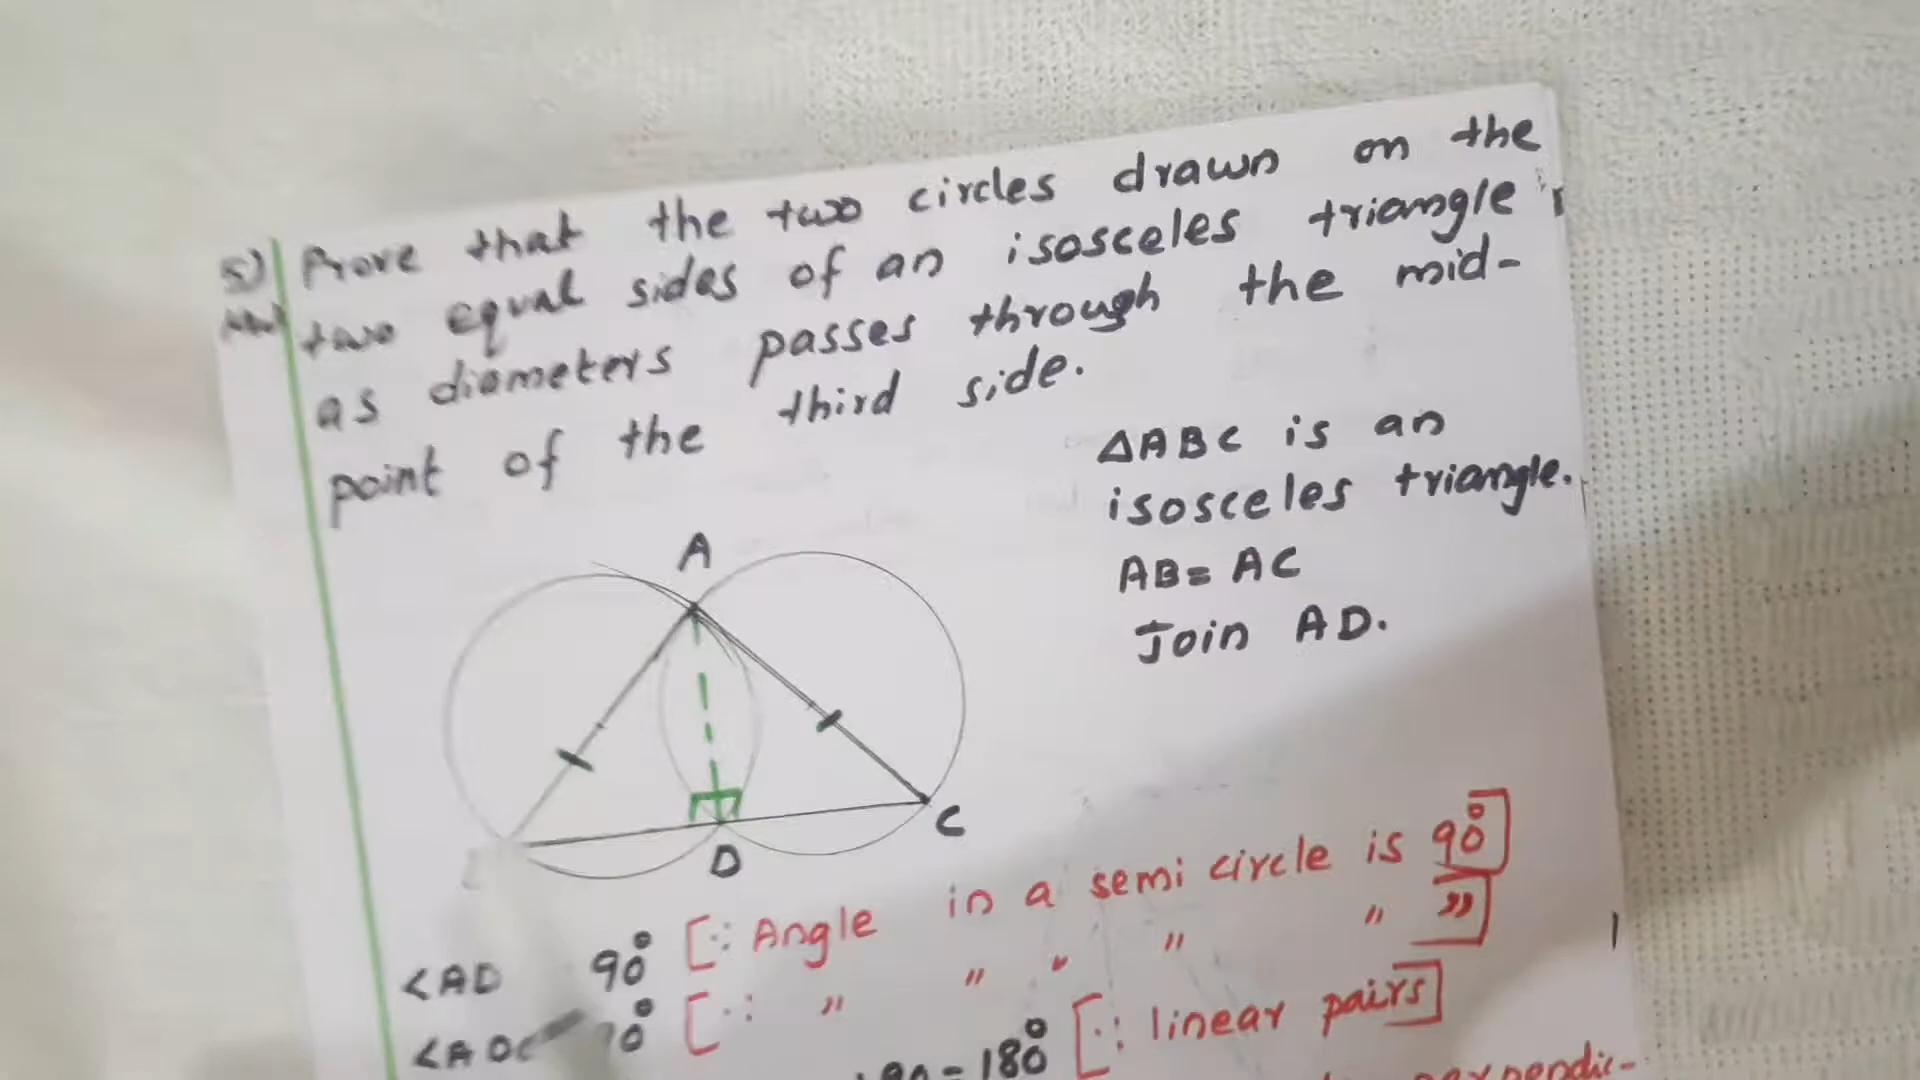 5) Prove that the two circles drawn on the
two equal sides of an isosceles triangle
as diameters passes through the mid-
point of the third side.
∆ABC is an
isosceles triangle.
AB = AC
Join AD.
A
C
D
<AD 90° [∵ Angle in a semi circle is 90°]
<ADC 90° [∵ " " " " " "]
180° [∵ linear pairs]